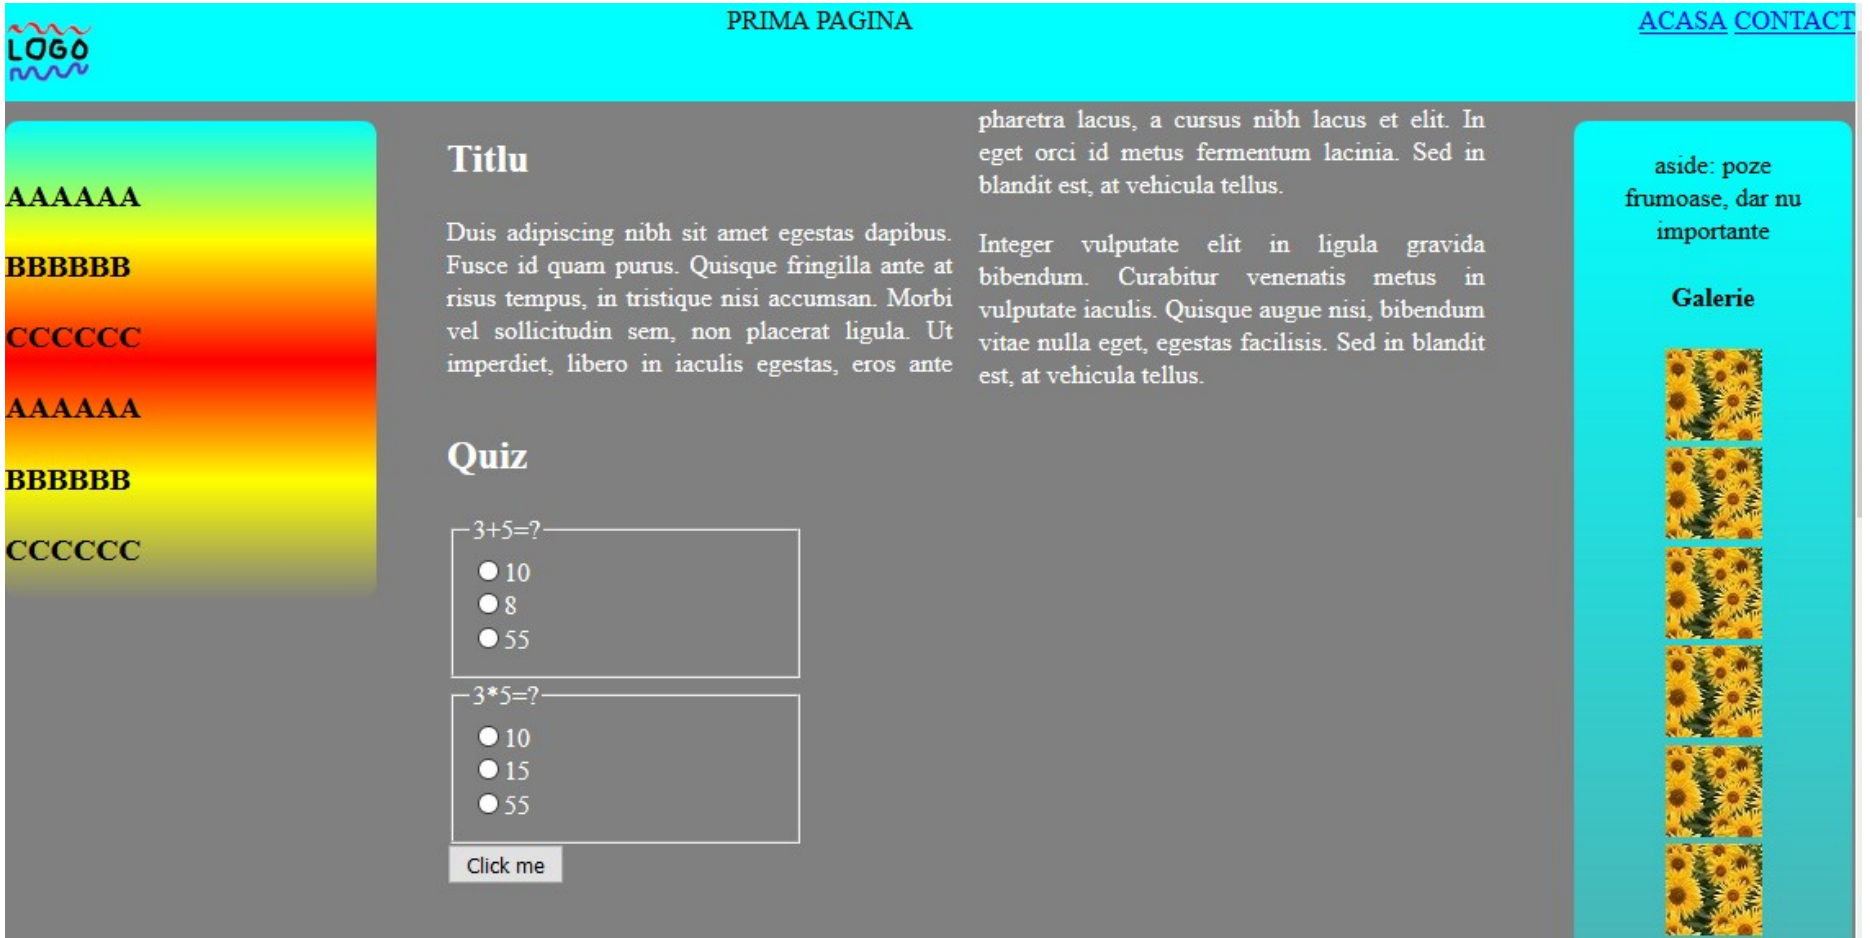 LOGO
PRIMA PAGINA
ACASA CONTACT
AAAAAA
BBBBBB
CCCCCC
AAAAAA
BBBBBB
CCCCCC
Titlu
Duis adipiscing nibh sit amet egestas dapibus.
Fusce id quam purus. Quisque fringilla ante at
risus tempus, in tristique nisi accumsan. Morbi
vel sollicitudin sem, non placerat ligula. Ut
imperdiet, libero in iaculis egestas, eros ante
pharetra lacus, a cursus nibh lacus et elit. In
eget orci id metus fermentum lacinia. Sed in
blandit est, at vehicula tellus.
Integer vulputate elit in ligula gravida
bibendum. Curabitur venenatis metus in
vulputate iaculis. Quisque augue nisi, bibendum
vitae nulla eget, egestas facilisis. Sed in blandit
est, at vehicula tellus.
Quiz
3+5=?
10
8
55
3*5=?
10
15
55
Click me
aside: poze
frumoase, dar nu
importante
Galerie